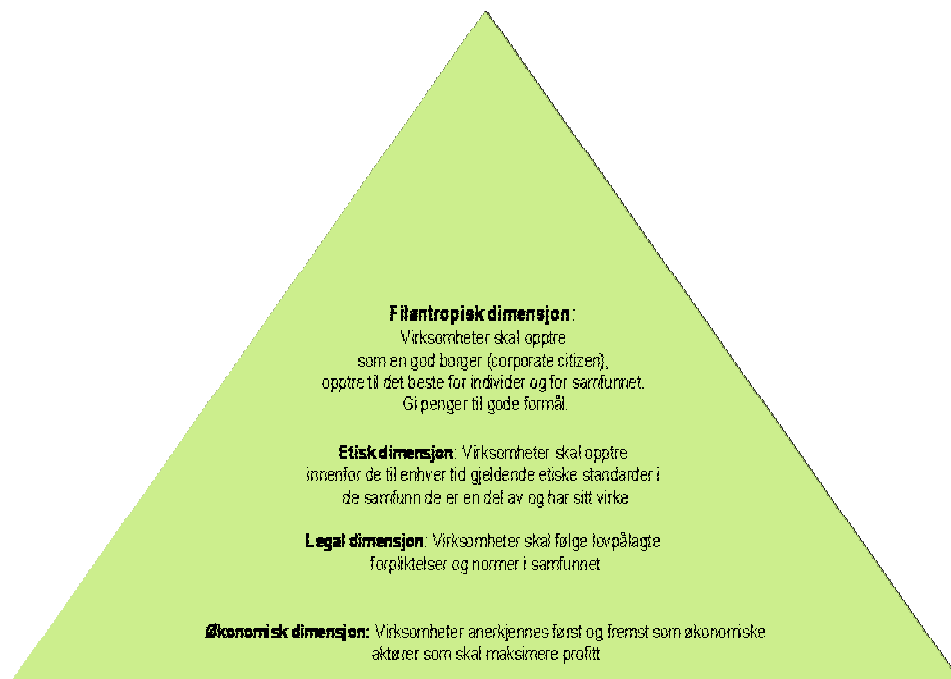 Filantropisk dimensjon:
Virksomheter skal opptre
som en god borger (corporate citizen),
opptre til det beste for individer og for samfunnet.
Gi penger til gode formål.
Etisk dimensjon: Virksomheter skal opptre
innenfor de til enhver tid gjeldende etiske standarder i
de samfunn de er en del av og har sitt virke
Legal dimensjon: Virksomheter skal følge lovpålagte
forpliktelser og normer i samfunnet
Økonomisk dimensjon: Virksomheter anerkjennes først og fremst som økonomiske
aktører som skal maksimere profitt